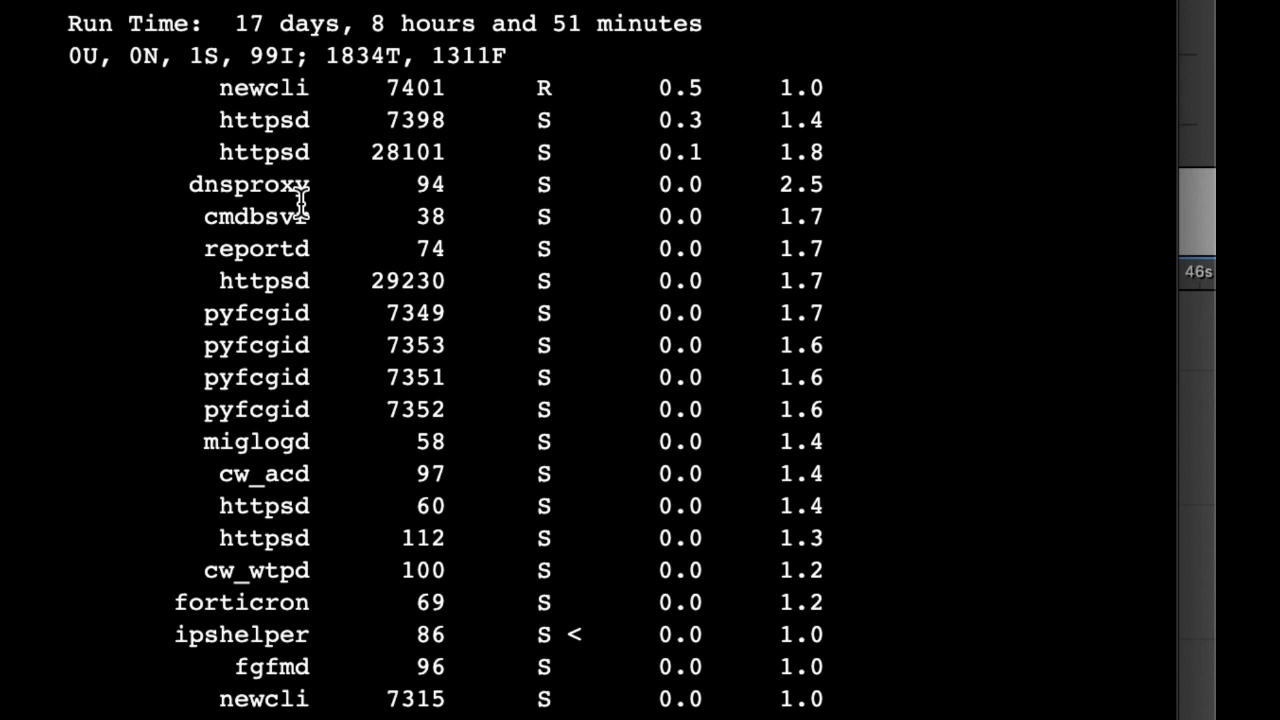 Run Time:  17 days, 8 hours and 51 minutes
0U, 0N, 1S, 99I; 1834T, 1311F
newcli 7401 R 0.5 1.0
httpsd 7398 S 0.3 1.4
httpsd 28101 S 0.1 1.8
dnsproxy 94 S 0.0 2.5
cmdbsvr 38 S 0.0 1.7
reportd 74 S 0.0 1.7
httpsd 29230 S 0.0 1.7
pyfcgid 7349 S 0.0 1.7
pyfcgid 7353 S 0.0 1.6
pyfcgid 7351 S 0.0 1.6
pyfcgid 7352 S 0.0 1.6
miglogd 58 S 0.0 1.4
cw_acd 97 S 0.0 1.4
httpsd 60 S 0.0 1.4
httpsd 112 S 0.0 1.3
cw_wtpd 100 S 0.0 1.2
forticron 69 S 0.0 1.2
ipshelper 86 S < 0.0 1.0
fgfmd 96 S 0.0 1.0
newcli 7315 S 0.0 1.0
46s